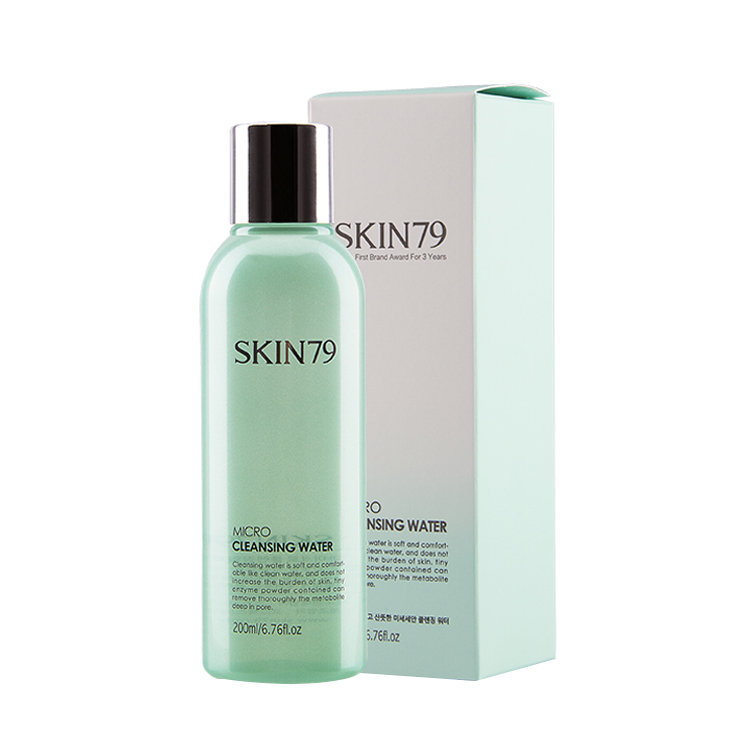 SKIN79
MICRO
CLEANSING WATER
Cleansing water is soft and comfort-
able like clean water, and does not
increase the burden of skin. tiny
enzyme powder contained can
remove thoroughly the metabolite
deep in pore.
200ml/6.76fl.oz
SKIN79
First Brand Award For 3 Years
RO
NSING WATER
water is soft and comfort-
clean water, and does not
the burden of skin. tiny
powder contained can
horoughly the metabolite
ore.
고 산뜻한 미세세안 클렌징 워터
6.76fl.oz